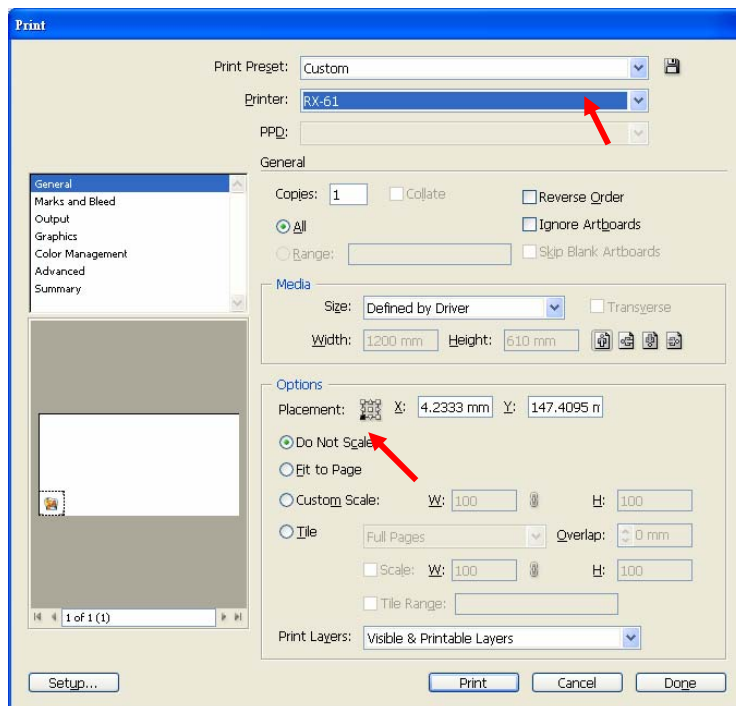 Print
Print Preset: Custom
Printer: RX-61
PPD:
General
Marks and Bleed
Output
Graphics
Color Management
Advanced
Summary
1 of 1 (1)
General
Copies: 1 Collate Reverse Order
All Ignore Artboards
Range: Skip Blank Artboards
Media
Size: Defined by Driver Transverse
Width: 1200 mm Height: 610 mm
Options
Placement: X: 4.2333 mm Y: 147.4095 m
Do Not Scale
Fit to Page
Custom Scale: W: 100 H: 100
Tile Full Pages Overlap: 0 mm
Scale: W: 100 H: 100
Tile Range:
Print Layers: Visible & Printable Layers
Setup... Print Cancel Done